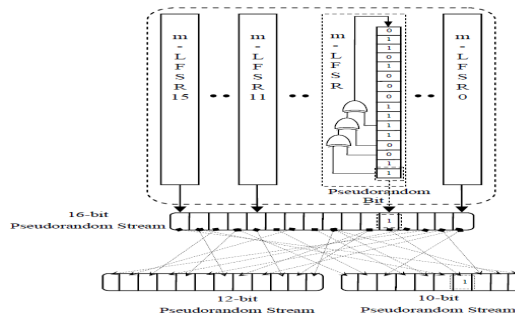 m-LFSR15
m-LFSR11
m-LFSR
m-LFSR0
0
1
1
0
1
0
0
0
1
1
1
1
0
0
1
1
Pseudorandom
Bit
16-bit
Pseudorandom Stream
1
1
12-bit
Pseudorandom Stream
10-bit
Pseudorandom Stream